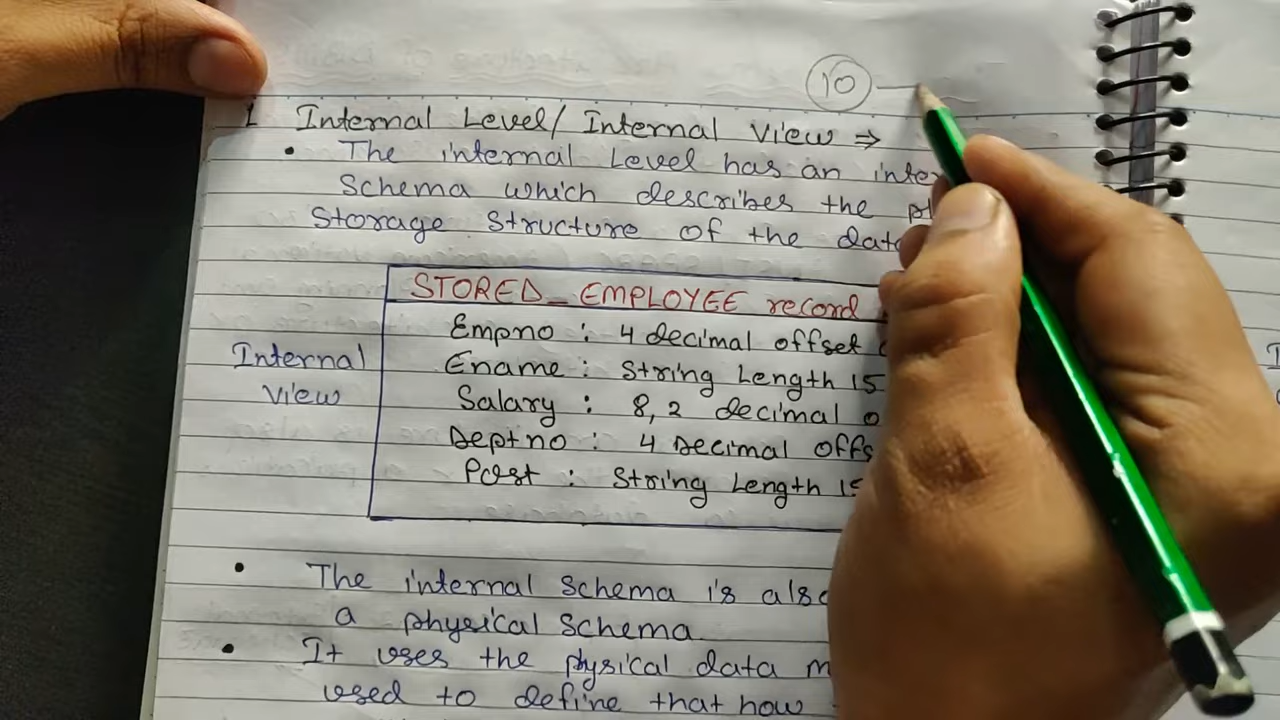 10
1 Internal Level/ Internal View ⇒
• The internal Level has an
Schema which describes the
Storage Structure of the
STORED_EMPLOYEE record
Empno : 4 decimal offset
Ename : String Length 15
Internal
View
Salary : 8,2 decimal
Deptno : 4 Decimal
Post : String Length
• The internal Schema is
a physical Schema
• It uses the physical data
used to define that how